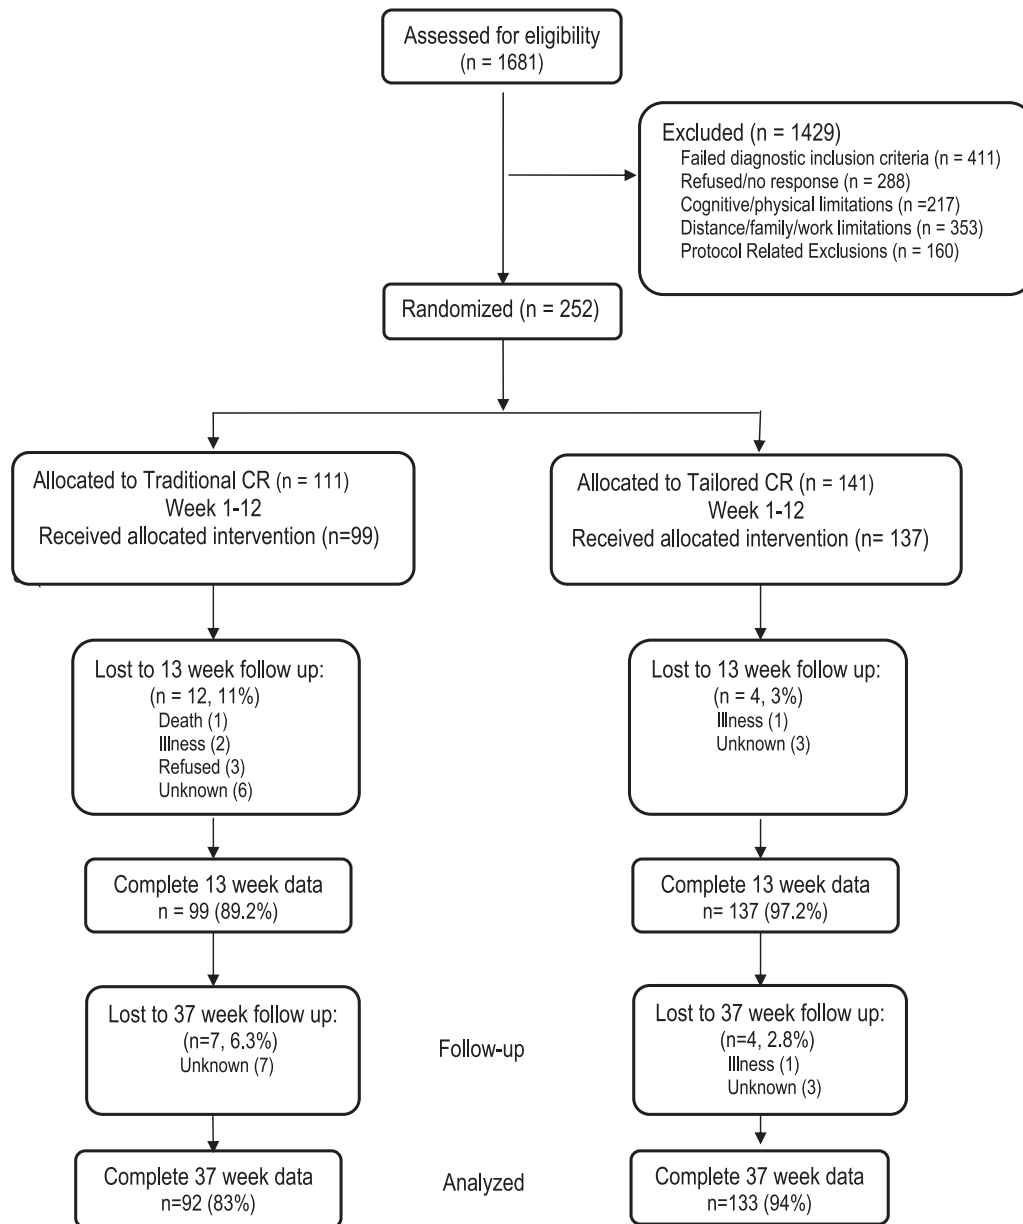 Assessed for eligibility
(n = 1681)
Excluded (n = 1429)
Failed diagnostic inclusion criteria (n = 411)
Refused/no response (n = 288)
Cognitive/physical limitations (n =217)
Distance/family/work limitations (n = 353)
Protocol Related Exclusions (n = 160)
Randomized (n = 252)
Allocated to Traditional CR (n = 111)
Week 1-12
Received allocated intervention (n=99)
Allocated to Tailored CR (n = 141)
Week 1-12
Received allocated intervention (n= 137)
Lost to 13 week follow up:
(n = 12, 11%)
Death (1)
Illness (2)
Refused (3)
Unknown (6)
Lost to 13 week follow up:
(n = 4, 3%)
Illness (1)
Unknown (3)
Complete 13 week data
n = 99 (89.2%)
Complete 13 week data
n= 137 (97.2%)
Lost to 37 week follow up:
(n=7, 6.3%)
Unknown (7)
Follow-up
Lost to 37 week follow up:
(n=4, 2.8%)
Illness (1)
Unknown (3)
Complete 37 week data
n=92 (83%)
Analyzed
Complete 37 week data
n=133 (94%)